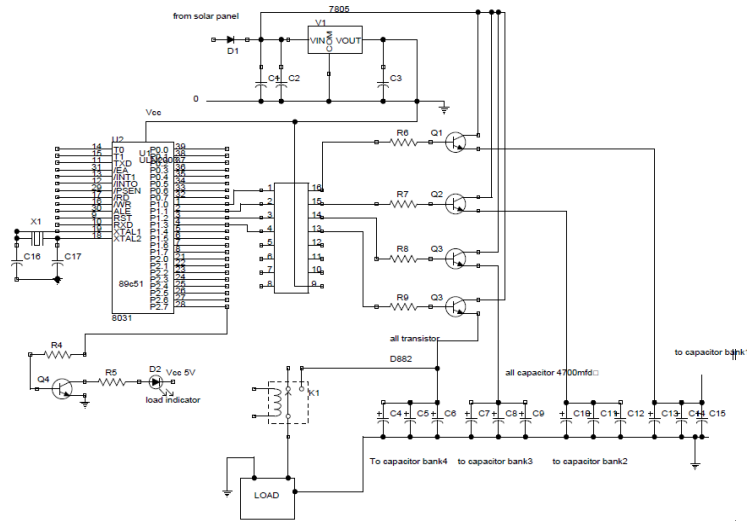 from solar panel
7805
V1
VIN VOUT
COM
D1
C1 C2 C3
0
Vcc
U2
U1
14 T0 P0.0 39
15 T1 P0.1 38
11 TXD P0.2 37
31 /EA P0.3 36
13 /INT1 P0.4 35
12 /INTO P0.5 34
29 /PSEN P0.6 33
17 /RD P0.7 32
16 /WR P1.0 1
30 ALE P1.1 2
9 RST P1.2 3
10 RXD P1.3 4
19 XTAL1 P1.4 5
18 XTAL2 P1.5 6
P1.6 7
P1.7 8
P2.0 21
P2.1 22
P2.2 23
P2.3 24
P2.4 25
P2.5 26
P2.6 27
P2.7 28
89c51
8031
X1
C16 C17
1 16
2 15
3 14
4 13
5 12
6 11
7 10
8 9
R6 Q1
R7 Q2
R8 Q3
R9 Q3
all transistor
D882
R4
Q4
R5
D2
Vcc 5V
load indicator
K1
all capacitor 4700mfd□
to capacitor bank1
C4 C5 C6 C7 C8 C9 C10 C11 C12 C13 C14 C15
To capacitor bank4
to capacitor bank3
to capacitor bank2
LOAD